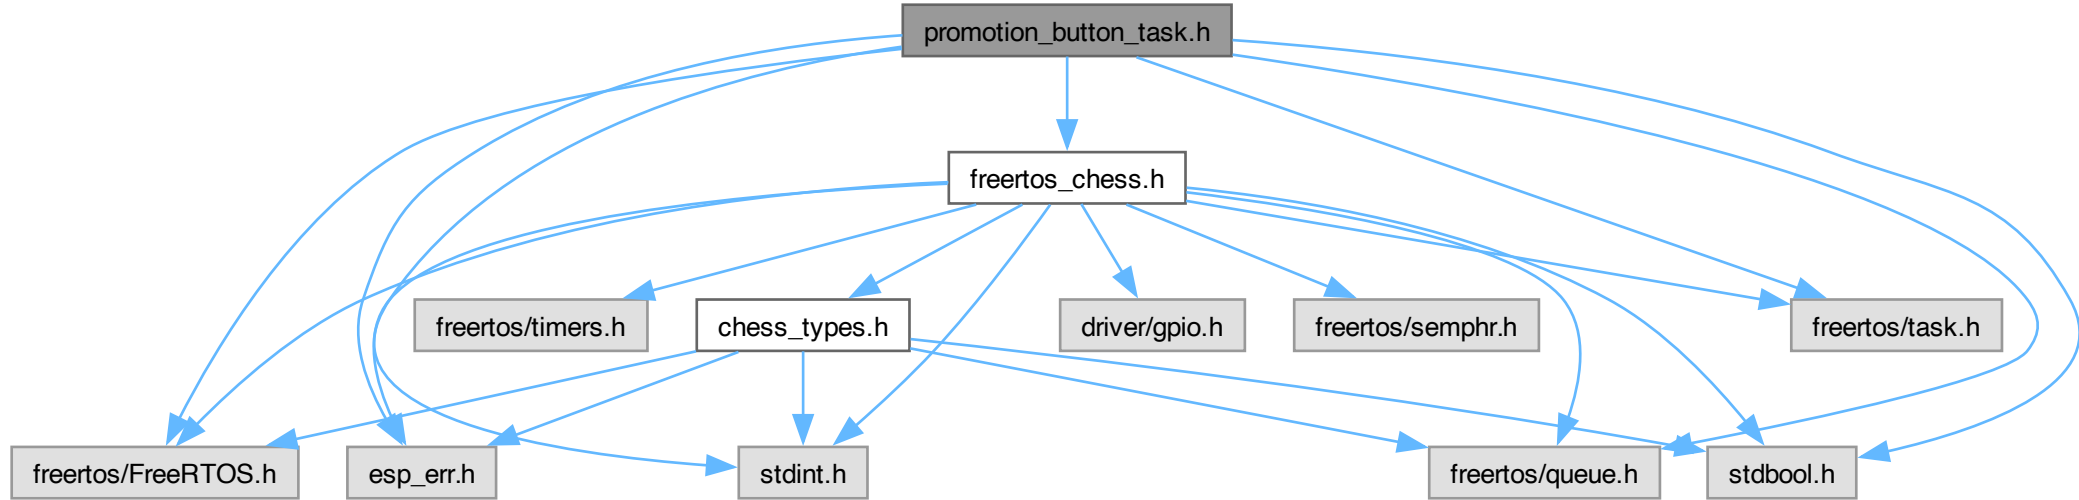 promotion_button_task.h
freertos_chess.h
freertos/timers.h
chess_types.h
driver/gpio.h
freertos/semphr.h
freertos/task.h
freertos/FreeRTOS.h
esp_err.h
stdint.h
freertos/queue.h
stdbool.h